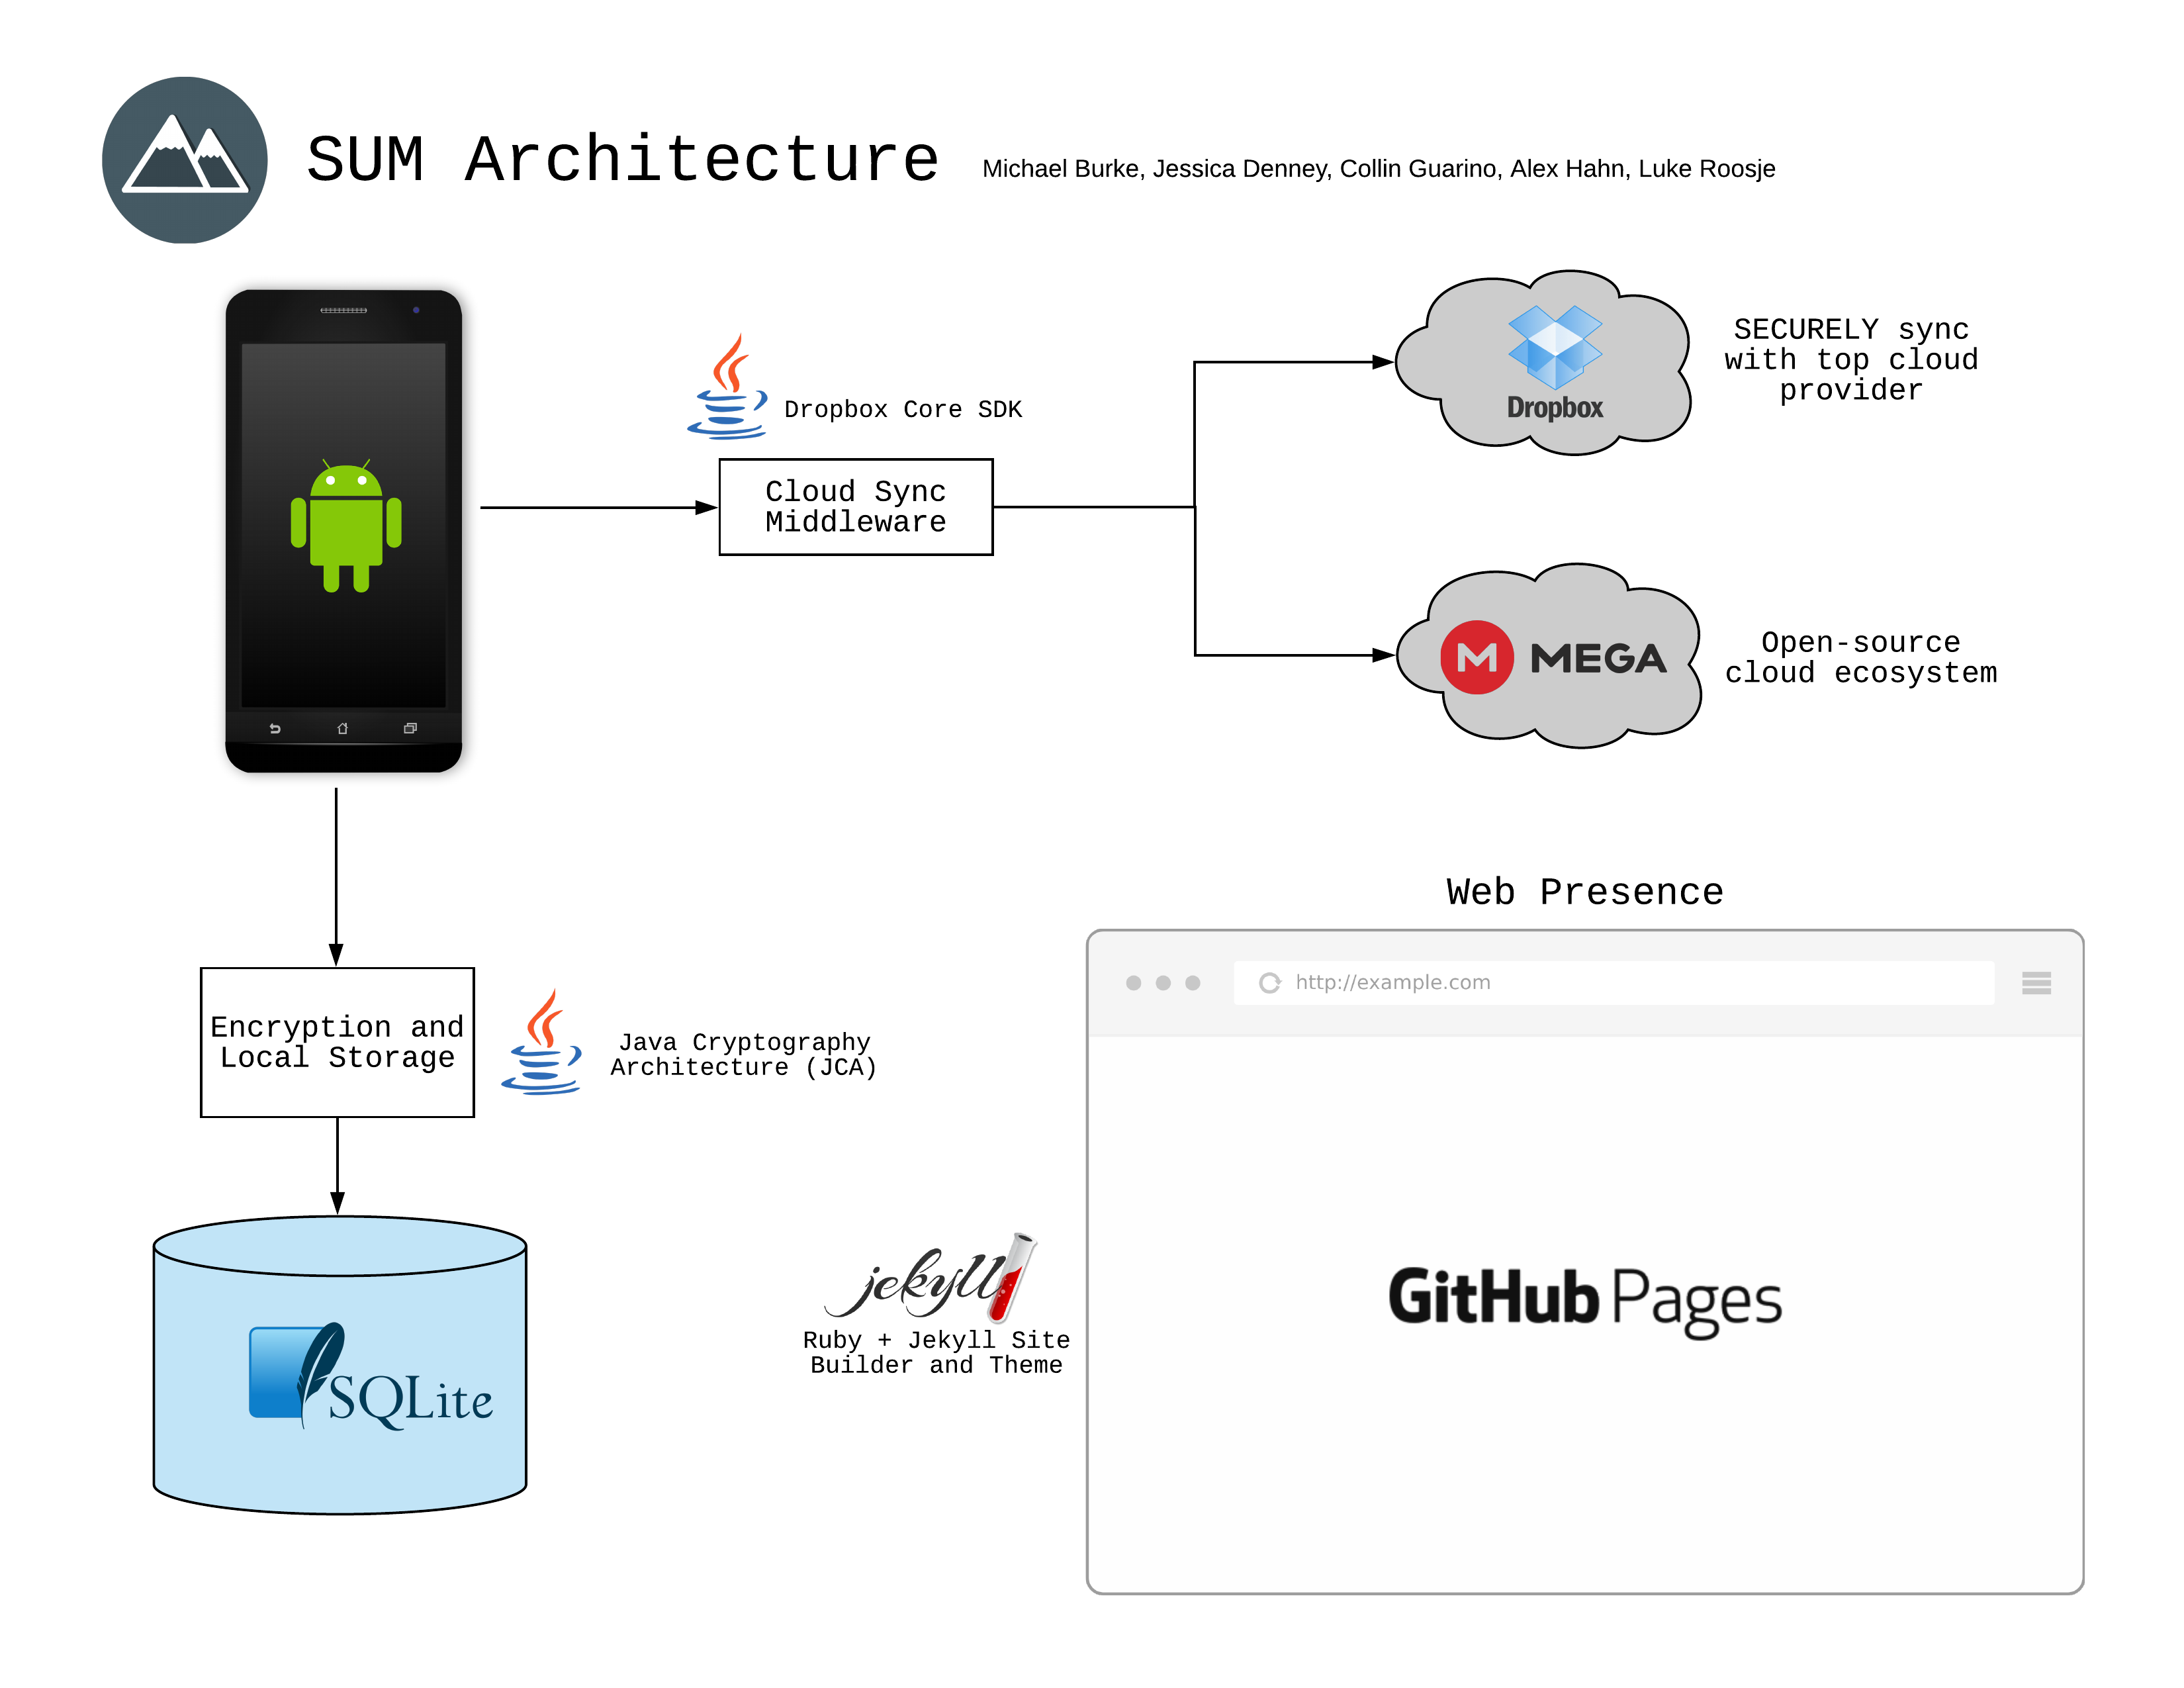 SUM Architecture
Michael Burke, Jessica Denney, Collin Guarino, Alex Hahn, Luke Roosje
Dropbox Core SDK
Cloud Sync
Middleware
Dropbox
SECURELY sync
with top cloud
provider
M MEGA
Open-source
cloud ecosystem
Encryption and
Local Storage
Java Cryptography
Architecture (JCA)
SQLite
jekyll
Ruby + Jekyll Site
Builder and Theme
Web Presence
http://example.com
GitHub Pages